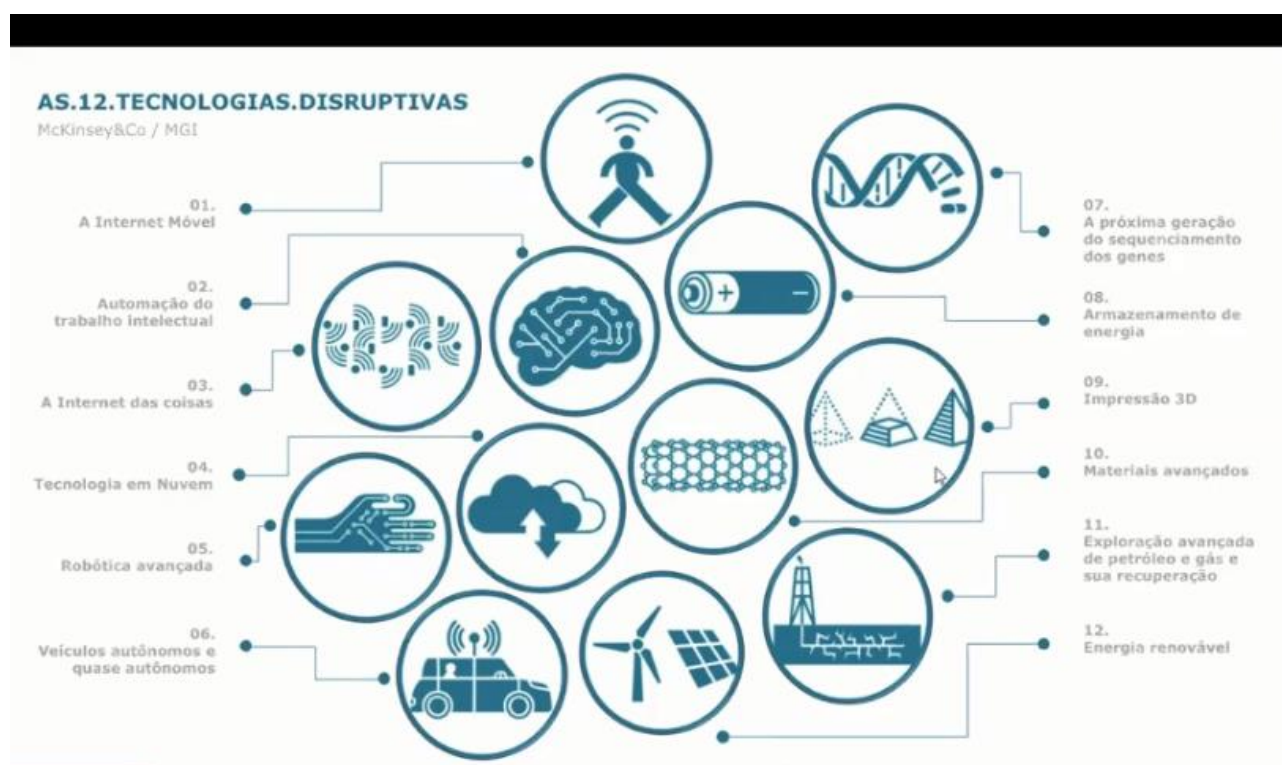 AS.12.TECNOLOGIAS.DISRUPTIVAS
McKinsey&Co / MGI
01.
A Internet Móvel
02.
Automação do
trabalho intelectual
03.
A Internet das coisas
04.
Tecnologia em Nuvem
05.
Robótica avançada
06.
Veículos autônomos e
quase autônomos
07.
A próxima geração
do sequenciamento
dos genes
08.
Armazenamento de
energia
09.
Impressão 3D
10.
Materiais avançados
11.
Exploração avançada
de petróleo e gás e
sua recuperação
12.
Energia renovável